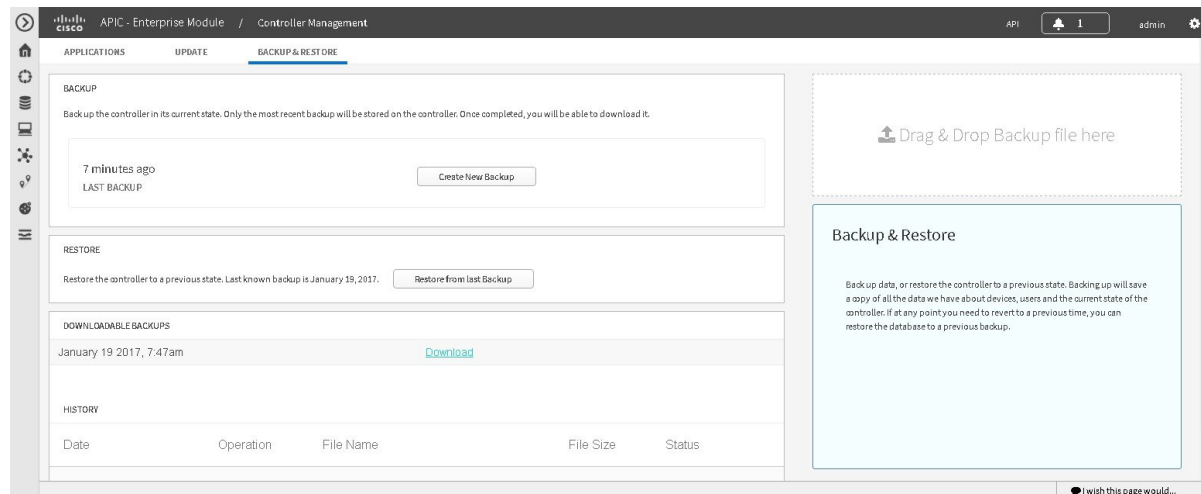 CISCO APIC - Enterprise Module / Controller Management
API 1 admin
APPLICATIONS UPDATE BACKUP & RESTORE
BACKUP
Back up the controller in its current state. Only the most recent backup will be stored on the controller. Once completed, you will be able to download it.
7 minutes ago
LAST BACKUP
Create New Backup
RESTORE
Restore the controller to a previous state. Last known backup is January 19, 2017.
Restore from last Backup
DOWNLOADABLE BACKUPS
January 19 2017, 7:47am Download
HISTORY
Date Operation File Name File Size Status
Drag & Drop Backup file here
Backup & Restore
Back up data, or restore the controller to a previous state. Backing up will save
a copy of all the data we have about devices, users and the current state of the
controller. If at any point you need to revert to a previous time, you can
restore the database to a previous backup.
I wish this page would...